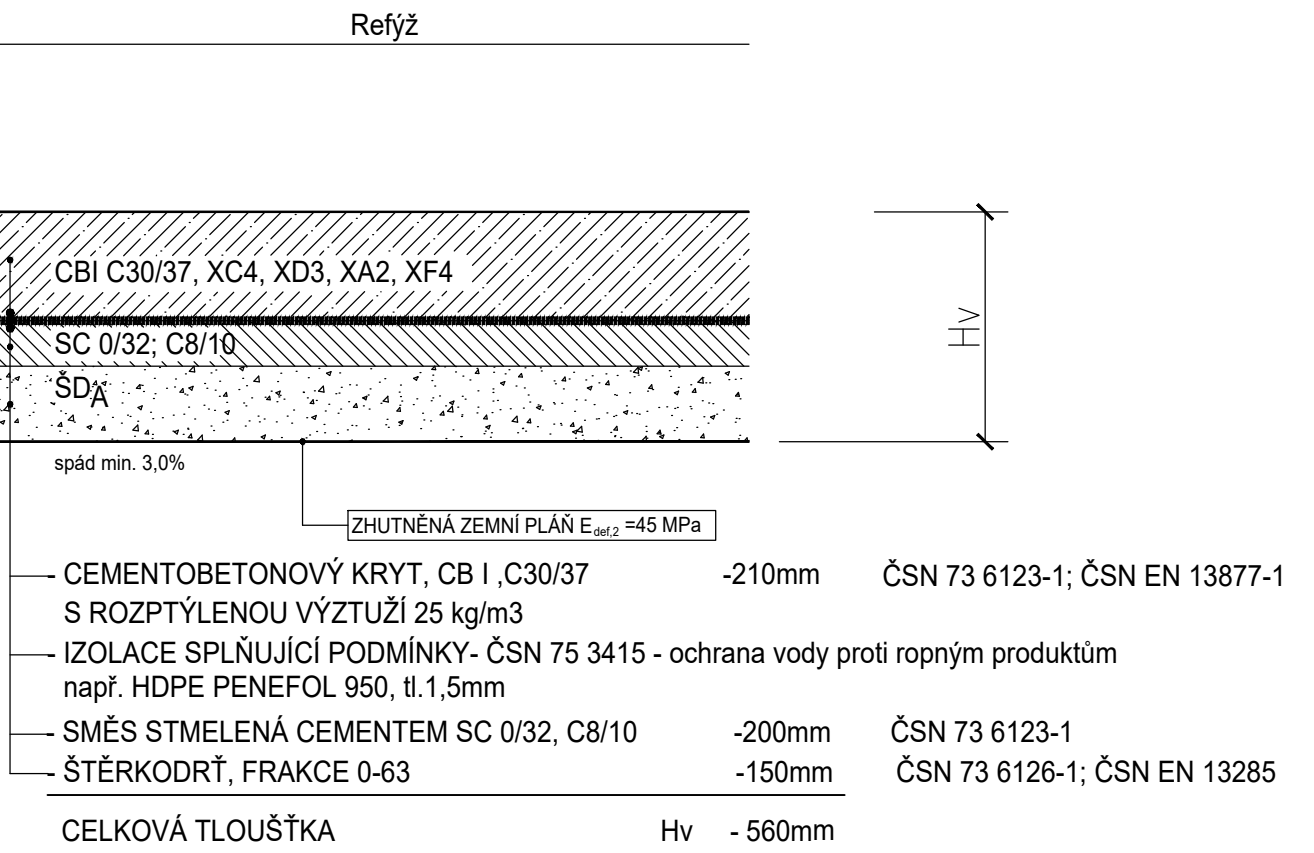 Refýž
CBI C30/37, XC4, XD3, XA2, XF4
SC 0/32; C8/10
ŠDA
HV
spád min. 3,0%
ZHUTNĚNÁ ZEMNÍ PLÁŇ Edef,2 =45 MPa
- CEMENTOBETONOVÝ KRYT, CB I ,C30/37 -210mm ČSN 73 6123-1; ČSN EN 13877-1
S ROZPTÝLENOU VÝZTUŽÍ 25 kg/m3
- IZOLACE SPLŇUJÍCÍ PODMÍNKY- ČSN 75 3415 - ochrana vody proti ropným produktům
např. HDPE PENEFOL 950, tl.1,5mm
- SMĚS STMELENÁ CEMENTEM SC 0/32, C8/10 -200mm ČSN 73 6123-1
- ŠTĚRKODRŤ, FRAKCE 0-63 -150mm ČSN 73 6126-1; ČSN EN 13285
CELKOVÁ TLOUŠŤKA Hv - 560mm